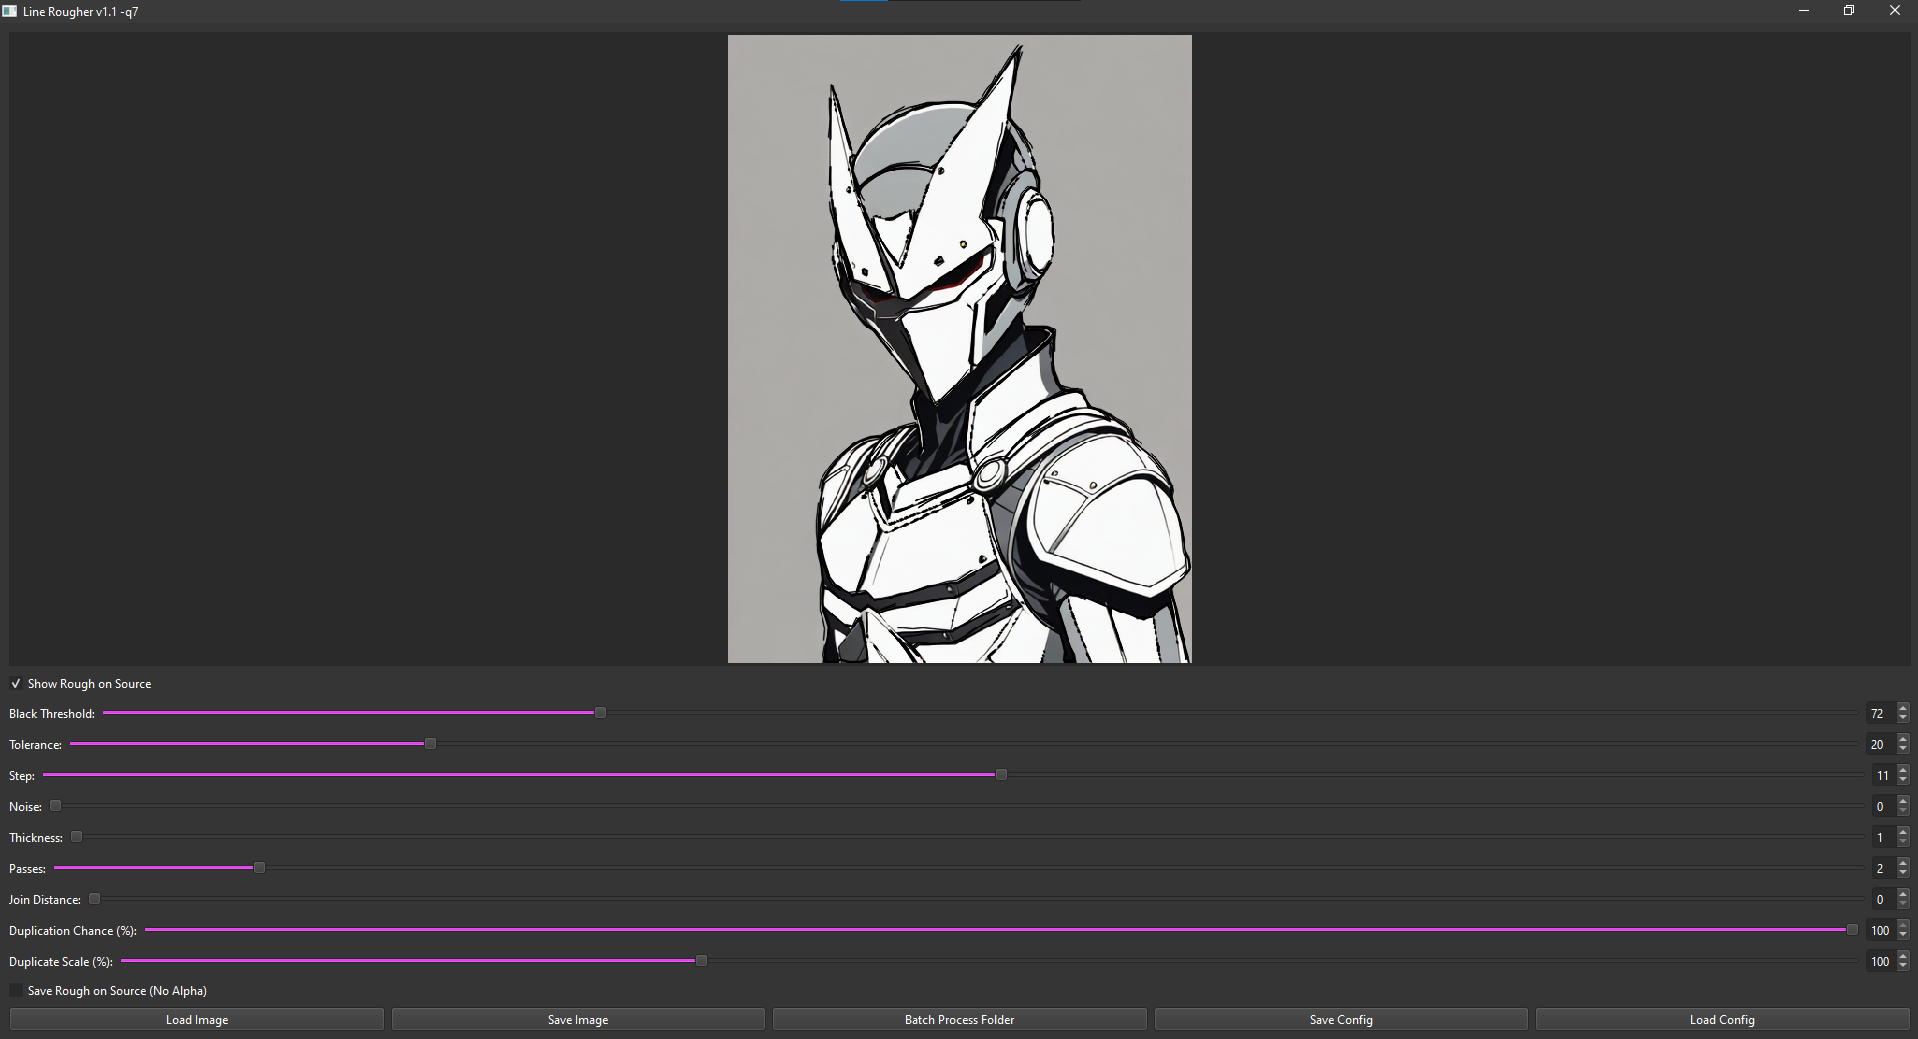 Line Rougher v1.1 -q7
Show Rough on Source
Black Threshold: 72
Tolerance: 20
Step: 11
Noise: 0
Thickness: 1
Passes: 2
Join Distance: 0
Duplication Chance (%): 100
Duplicate Scale (%): 100
Save Rough on Source (No Alpha)
Load Image Save Image Batch Process Folder Save Config Load Config